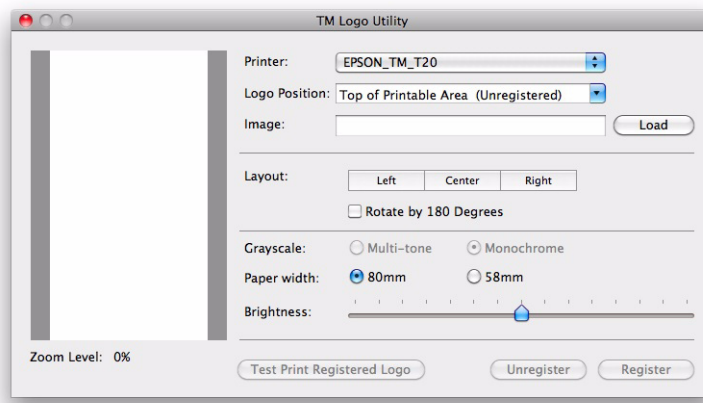 TM Logo Utility
Printer: EPSON_TM_T20
Logo Position: Top of Printable Area (Unregistered)
Image: Load
Layout: Left Center Right
Rotate by 180 Degrees
Grayscale: Multi-tone Monochrome
Paper width: 80mm 58mm
Brightness:
Zoom Level: 0%
Test Print Registered Logo Unregister Register